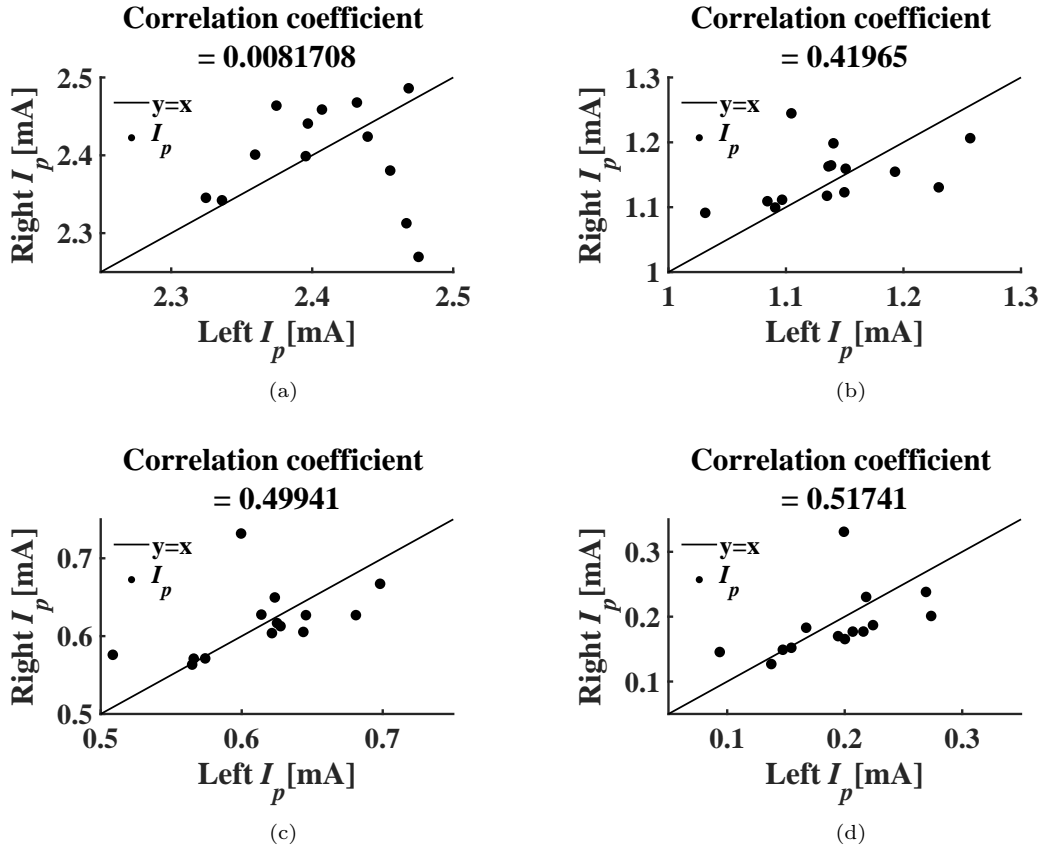 Correlation coefficient
= 0.0081708
Right I_p [mA]
2.5
2.4
2.3
y=x
I_p
2.3 2.4 2.5
Left I_p [mA]
(a)
Correlation coefficient
= 0.41965
Right I_p [mA]
1.3
1.2
1.1
1
y=x
I_p
1 1.1 1.2 1.3
Left I_p [mA]
(b)
Correlation coefficient
= 0.49941
Right I_p [mA]
0.7
0.6
0.5
y=x
I_p
0.5 0.6 0.7
Left I_p [mA]
(c)
Correlation coefficient
= 0.51741
Right I_p [mA]
0.3
0.2
0.1
y=x
I_p
0.1 0.2 0.3
Left I_p [mA]
(d)